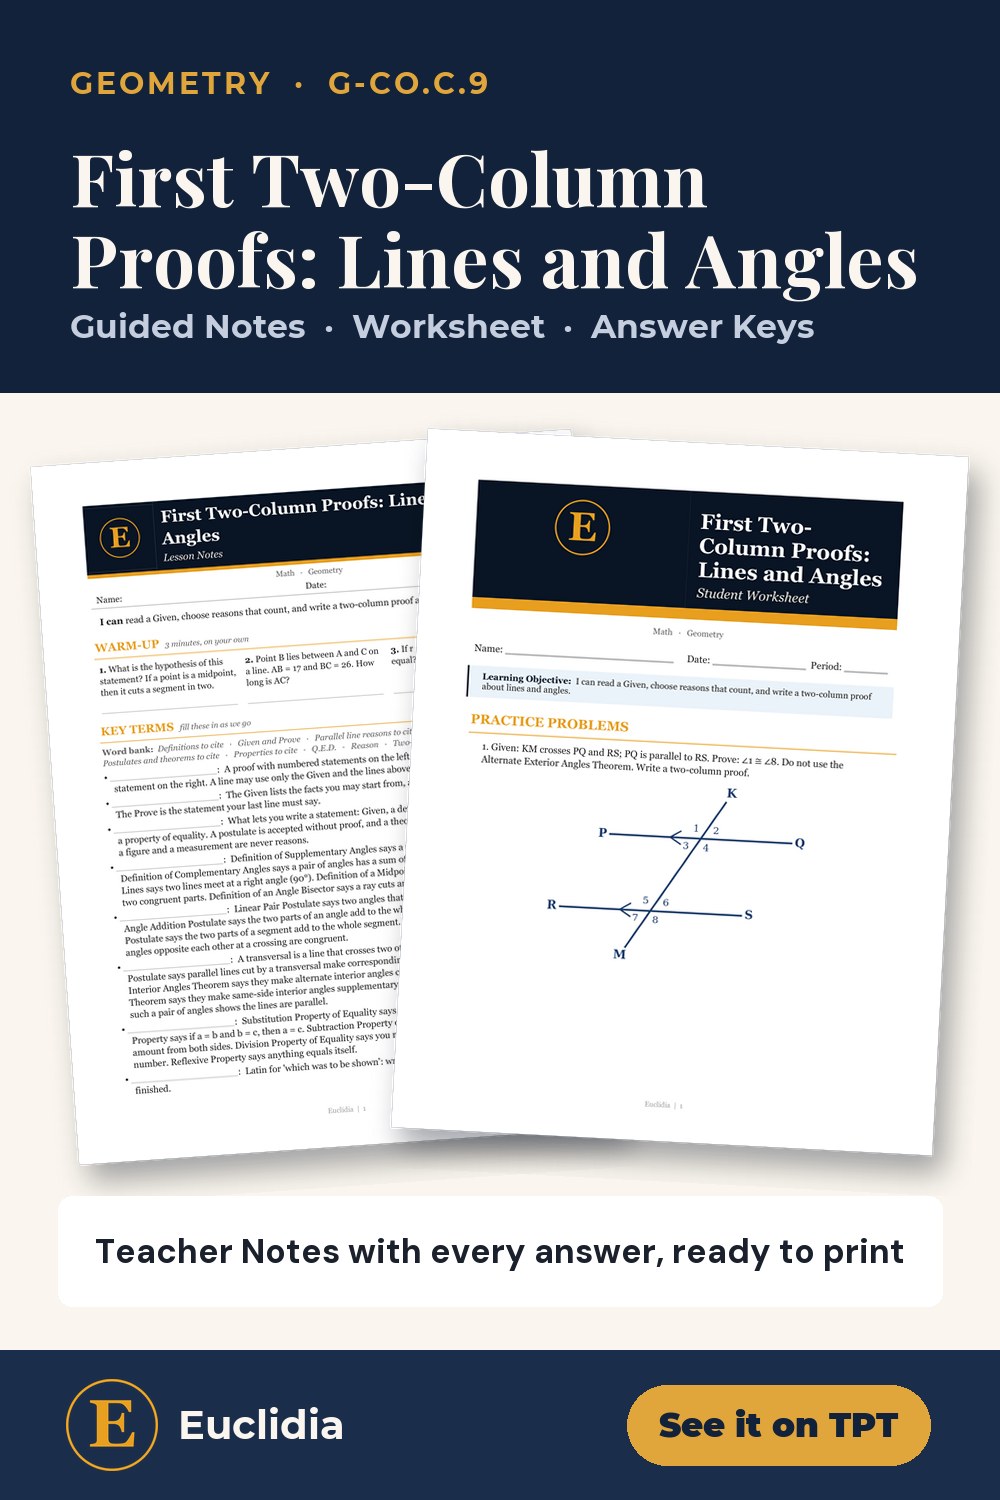 GEOMETRY · G-CO.C.9
First Two-Column
Proofs: Lines and Angles
Guided Notes · Worksheet · Answer Keys
E
First Two-Column Proofs: Line
Angles
Lesson Notes
Math · Geometry
Name:
Date:
I can read a Given, choose reasons that count, and write a two-column proof a
WARM-UP 3 minutes, on your own
1. What is the hypothesis of this
statement? If a point is a midpoint,
then it cuts a segment in two.
2. Point B lies between A and C on
a line. AB = 17 and BC = 26. How
long is AC?
3. If r
equal?
KEY TERMS fill these in as we go
Word bank: Definitions to cite · Given and Prove · Parallel line reasons to cit
Postulates and theorems to cite · Properties to cite · Q.E.D. · Reason · Two-
• : A proof with numbered statements on the left
statement on the right. A line may use only the Given and the lines above
• : The Given lists the facts you may start from,
The Prove is the statement your last line must say.
• : What lets you write a statement: Given, a de
a property of equality. A postulate is accepted without proof, and a theo
a figure and a measurement are never reasons.
• : Definition of Supplementary Angles says a
Definition of Complementary Angles says a pair of angles has a sum of
Lines says two lines meet at a right angle (90°). Definition of a Midpo
two congruent parts. Definition of an Angle Bisector says a ray cuts an
• : Linear Pair Postulate says two angles that
Angle Addition Postulate says the two parts of an angle add to the wh
Postulate says the two parts of a segment add to the whole segment.
angles opposite each other at a crossing are congruent.
• : A transversal is a line that crosses two or
Postulate says parallel lines cut by a transversal make correspondin
Interior Angles Theorem says they make alternate interior angles c
Theorem says they make same-side interior angles supplementary
such a pair of angles shows the lines are parallel.
• : Substitution Property of Equality says
Property says if a = b and b = c, then a = c. Subtraction Property o
amount from both sides. Division Property of Equality says you m
number. Reflexive Property says anything equals itself.
• : Latin for 'which was to be shown': wr
finished.
Euclidia | 1
E
First Two-
Column Proofs:
Lines and Angles
Student Worksheet
Math · Geometry
Name: Date: Period:
Learning Objective: I can read a Given, choose reasons that count, and write a two-column proof
about lines and angles.
PRACTICE PROBLEMS
1. Given: KM crosses PQ and RS; PQ is parallel to RS. Prove: ∠1 ≅ ∠8. Do not use the
Alternate Exterior Angles Theorem. Write a two-column proof.
K
P 1 2
3 4 Q
R 5 6
7 8 S
M
Euclidia | 1
Teacher Notes with every answer, ready to print
E
Euclidia
See it on TPT